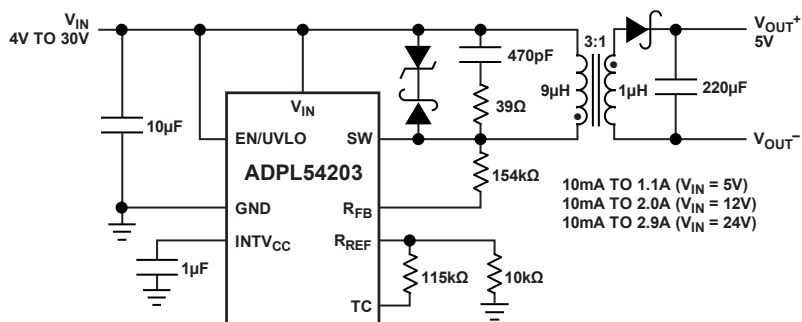 VIN
4V TO 30V
10µF
EN/UVLO
VIN
SW
ADPL54203
GND
RFB
INTVCC
RREF
TC
1µF
470pF
39Ω
154kΩ
115kΩ
10kΩ
3:1
9µH
1µH
220µF
VOUT+
5V
VOUT–
10mA TO 1.1A (VIN = 5V)
10mA TO 2.0A (VIN = 12V)
10mA TO 2.9A (VIN = 24V)